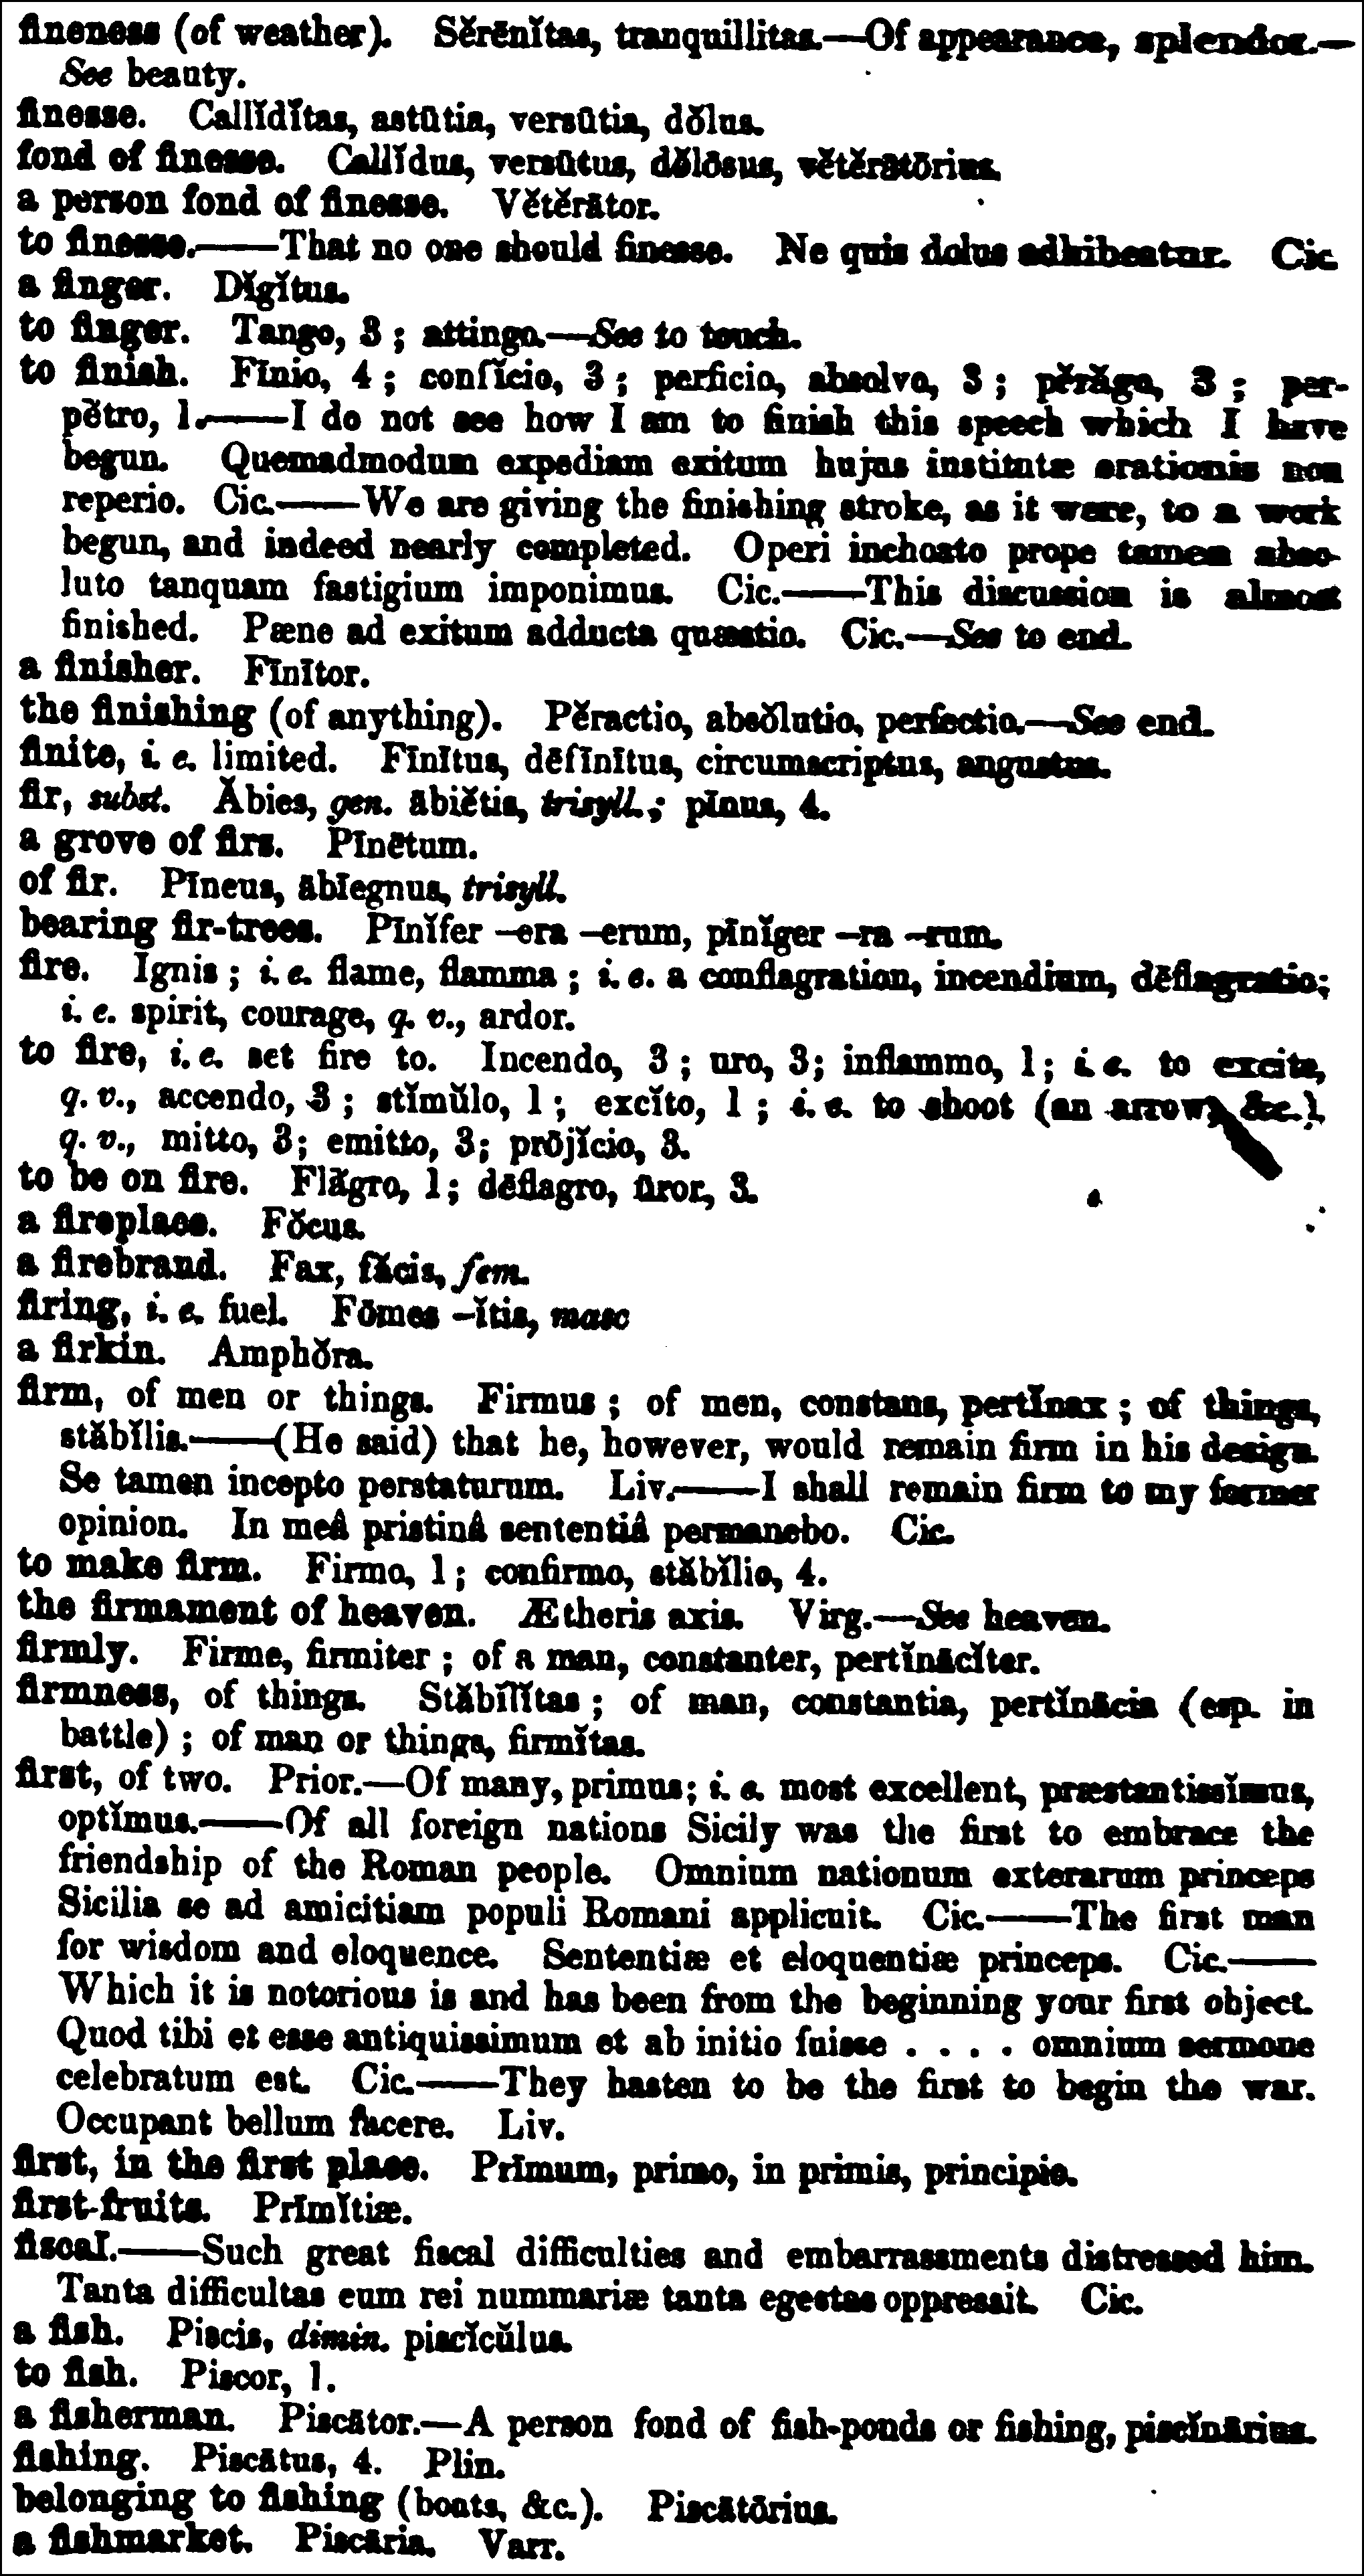 fineness (of weather). Sĕrēnĭtas, tranquillitas.—Of appearance, splendor.—
See beauty.
finesse. Callĭdĭtas, astūtia, versūtia, dŏlus.
fond of finesse. Callĭdus, versūtus, dŏlōsus, vĕtĕrātōrius.
a person fond of finesse. Vĕtĕrātor.
to finesse.——That no one should finesse. Ne quis dolus adhibeatur. Cic.
a finger. Dĭgĭtus.
to finger. Tango, 3; attingo.—See to touch.
to finish. Fīnio, 4; confĭcio, 3; perficio, absolvo, 3; pĕrăgo, 3; per-
pĕtro, 1.——I do not see how I am to finish this speech which I have
begun. Quemadmodum expediam exitum hujus institutæ orationis non
reperio. Cic.——We are giving the finishing stroke, as it were, to a work
begun, and indeed nearly completed. Operi inchoato prope tamen abso-
luto tanquam fastigium imponimus. Cic.——This discussion is almost
finished. Pæne ad exitum adducta quæstio. Cic.—See to end.
a finisher. Fīnītor.
the finishing (of anything). Pĕractio, absŏlutio, perfectio.—See end.
finite, i. e. limited. Fīnītus, dēfīnītus, circumscriptus, angustus.
fir, subst. Ăbies, gen. ābiĕtis, trisyll.; pīnus, 4.
a grove of firs. Pīnētum.
of fir. Pīneus, ābīegnus, trisyll.
bearing fir-trees. Pīnĭfer -era -erum, pīnĭger -ra -rum.
fire. Ignis; i. e. flame, flamma; i. e. a conflagration, incendium, dēflagratio;
i. e. spirit, courage, q. v., ardor.
to fire, i. e. set fire to. Incendo, 3; uro, 3; inflammo, 1; i. e. to excite,
q. v., accendo, 3; stĭmŭlo, 1; excĭto, 1; i. e. to shoot (an arrow, &c.),
q. v., mitto, 3; emitto, 3; prōjĭcio, 3.
to be on fire. Flăgro, 1; dēflagro, ūror, 3.
a fireplace. Fŏcus.
a firebrand. Fax, făcis, fem.
firing, i. e. fuel. Fōmes -ĭtis, masc
a firkin. Amphŏra.
firm, of men or things. Firmus; of men, constans, pertĭnax; of things,
stăbĭlis.——(He said) that he, however, would remain firm in his design.
Se tamen incepto perstaturum. Liv.——I shall remain firm to my former
opinion. In meâ pristinâ sententiâ permanebo. Cic.
to make firm. Firmo, 1; confirmo, stăbĭlio, 4.
the firmament of heaven. Ætheris axis. Virg.—See heaven.
firmly. Firme, firmiter; of a man, constanter, pertĭnācĭter.
firmness, of things. Stăbĭlĭtas; of man, constantia, pertĭnācia (esp. in
battle); of man or things, firmĭtas.
first, of two. Prior.—Of many, primus; i. e. most excellent, præstantissĭmus,
optĭmus.——Of all foreign nations Sicily was the first to embrace the
friendship of the Roman people. Omnium nationum exterarum princeps
Sicilia se ad amicitiam populi Romani applicuit. Cic.——The first man
for wisdom and eloquence. Sententiæ et eloquentiæ princeps. Cic.——
Which it is notorious is and has been from the beginning your first object.
Quod tibi et esse antiquissimum et ab initio fuisse . . . . omnium sermone
celebratum est. Cic.——They hasten to be the first to begin the war.
Occupant bellum facere. Liv.
first, in the first place. Prīmum, primo, in primis, principio.
first-fruits. Prīmĭtiæ.
fiscal.——Such great fiscal difficulties and embarrassments distressed him.
Tanta difficultas eum rei nummariæ tanta egestas oppressit. Cic.
a fish. Piscis, dimin. piscĭcŭlus.
to fish. Piscor, 1.
a fisherman. Piscātor.—A person fond of fish-ponds or fishing, piscĭnārius.
fishing. Piscātus, 4. Plin.
belonging to fishing (boats, &c.). Piscātōrius.
a fishmarket. Piscāria. Varr.